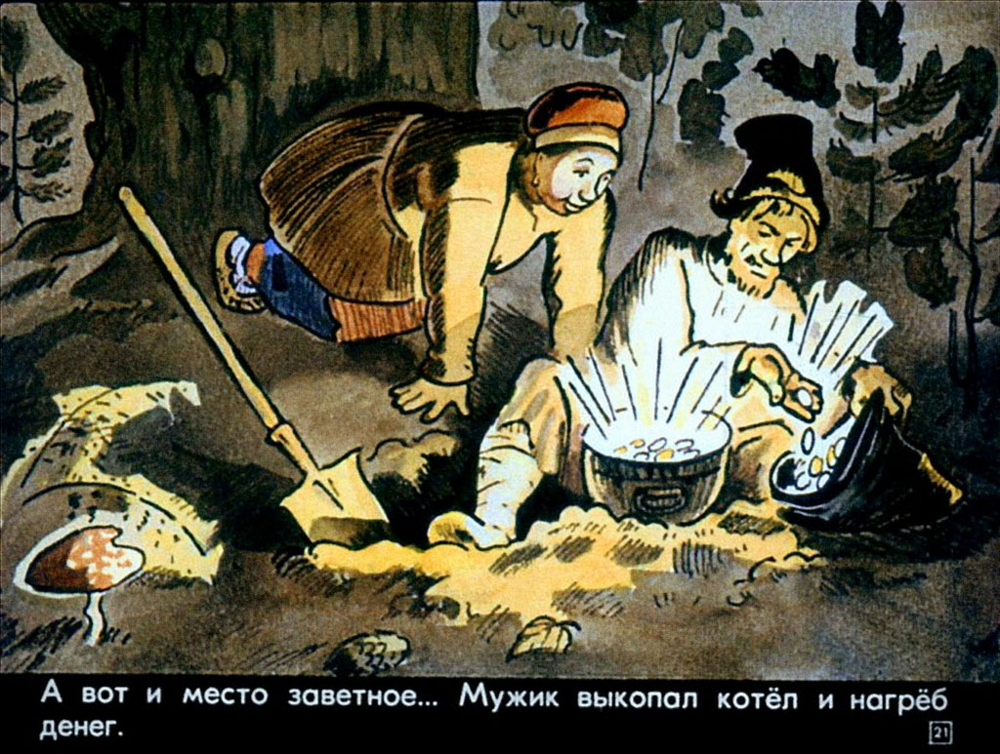 А вот и место заветное... Мужик выкопал котёл и нагрёб
денег.
21